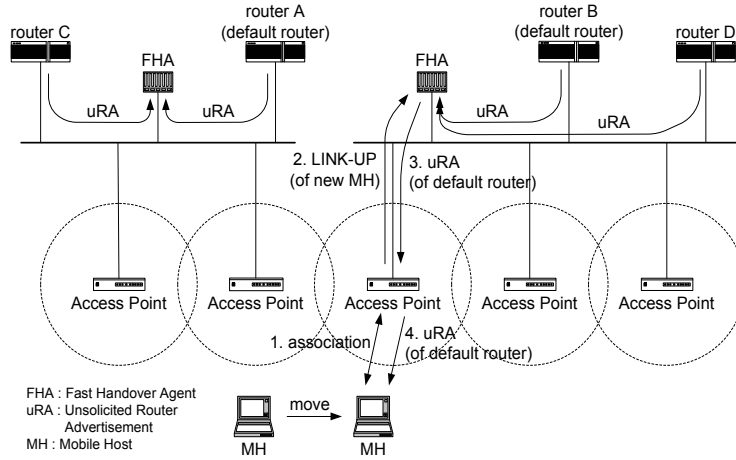 router C
FHA
router A
(default router)
router B
(default router)
router D
FHA
uRA
uRA
uRA
uRA
2. LINK-UP
(of new MH)
3. uRA
(of default router)
Access Point
Access Point
Access Point
Access Point
Access Point
1. association
4. uRA
(of default router)
FHA : Fast Handover Agent
uRA : Unsolicited Router
Advertisement
MH : Mobile Host
move
MH
MH